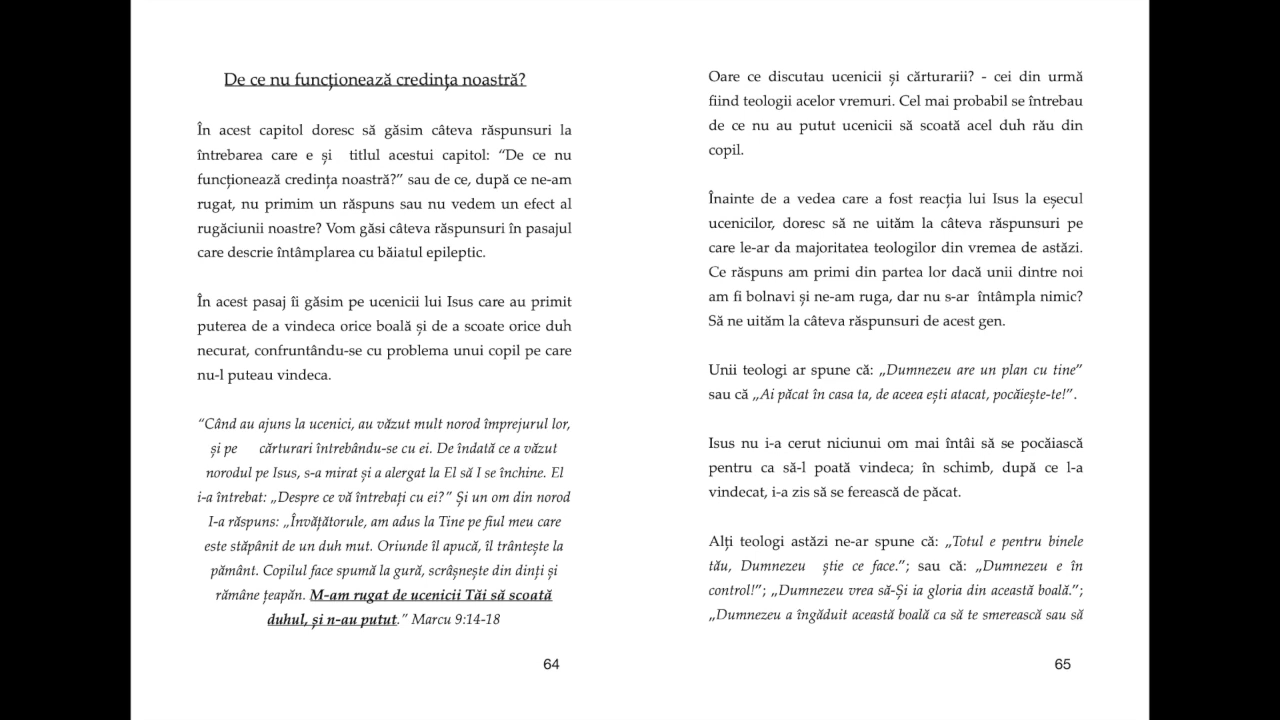 De ce nu funcționează credința noastră?
În acest capitol doresc să găsim câteva răspunsuri la
întrebarea care e și titlul acestui capitol: “De ce nu
funcționează credința noastră?” sau de ce, după ce ne-am
rugat, nu primim un răspuns sau nu vedem un efect al
rugăciunii noastre? Vom găsi câteva răspunsuri în pasajul
care descrie întâmplarea cu băiatul epileptic.
În acest pasaj îi găsim pe ucenicii lui Isus care au primit
puterea de a vindeca orice boală și de a scoate orice duh
necurat, confruntându-se cu problema unui copil pe care
nu-l puteau vindeca.
“Când au ajuns la ucenici, au văzut mult norod împrejurul lor,
și pe cărturari întrebându-se cu ei. De îndată ce a văzut
norodul pe Isus, s-a mirat și a alergat la El să I se închine. El
i-a întrebat: „Despre ce vă întrebați cu ei?” Și un om din norod
I-a răspuns: „Învățătorule, am adus la Tine pe fiul meu care
este stăpânit de un duh mut. Oriunde îl apucă, îl trântește la
pământ. Copilul face spumă la gură, scrâșnește din dinți și
rămâne țeapăn. M-am rugat de ucenicii Tăi să scoată
duhul, și n-au putut.” Marcu 9:14-18
64
Oare ce discutau ucenicii și cărturarii? - cei din urmă
fiind teologii acelor vremuri. Cel mai probabil se întrebau
de ce nu au putut ucenicii să scoată acel duh rău din
copil.
Înainte de a vedea care a fost reacția lui Isus la eșecul
ucenicilor, doresc să ne uităm la câteva răspunsuri pe
care le-ar da majoritatea teologilor din vremea de astăzi.
Ce răspuns am primi din partea lor dacă unii dintre noi
am fi bolnavi și ne-am ruga, dar nu s-ar întâmpla nimic?
Să ne uităm la câteva răspunsuri de acest gen.
Unii teologi ar spune că: „Dumnezeu are un plan cu tine”
sau că „Ai păcat în casa ta, de aceea ești atacat, pocăiește-te!”.
Isus nu i-a cerut niciunui om mai întâi să se pocăiască
pentru ca să-l poată vindeca; în schimb, după ce l-a
vindecat, i-a zis să se ferească de păcat.
Alți teologi astăzi ne-ar spune că: „Totul e pentru binele
tău, Dumnezeu știe ce face.”; sau că: „Dumnezeu e în
control!”; „Dumnezeu vrea să-Și ia gloria din această boală.”;
„Dumnezeu a îngăduit această boală ca să te smerească sau să
65